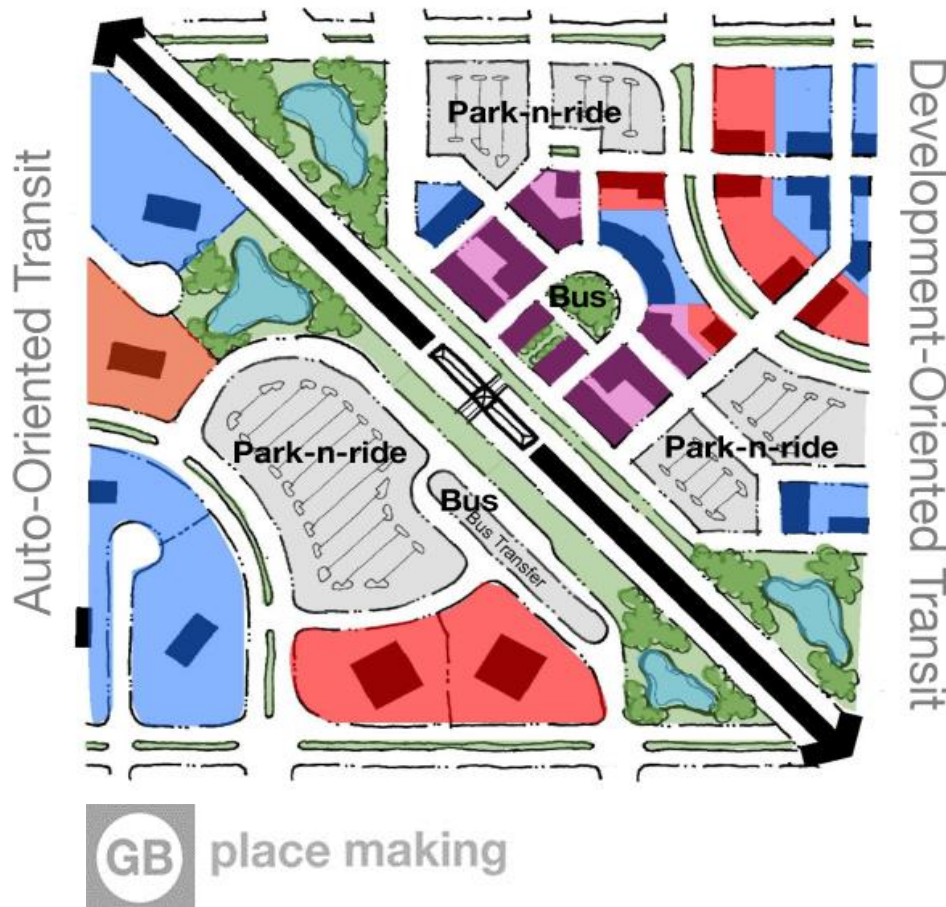 Auto-Oriented Transit
Development-Oriented Transit
Park-n-ride
Bus
Park-n-ride
Park-n-ride
Bus
Bus Transfer
GB place making